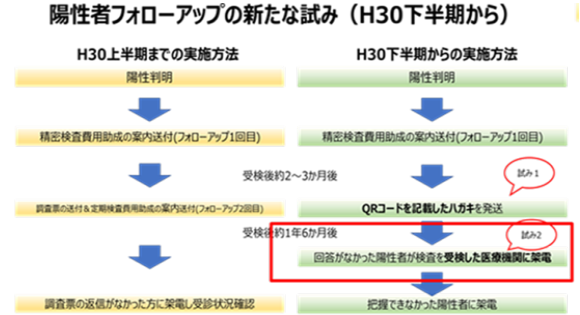 陽性者フォローアップの新たな試み（H30下半期から）
H30上半期までの実施方法
H30下半期からの実施方法
陽性判明
陽性判明
精密検査費用助成の案内送付(フォローアップ1回目)
精密検査費用助成の案内送付(フォローアップ1回目)
受検後約2～3か月後
試み1
調査票の送付＆定期検査費用助成の案内送付(フォローアップ2回目)
QRコードを記載したハガキを発送
受検後約1年6か月後
試み2
回答がなかった陽性者が検査を受検した医療機関に架電
調査票の返信がなかった方に架電し受診状況確認
把握できなかった陽性者に架電